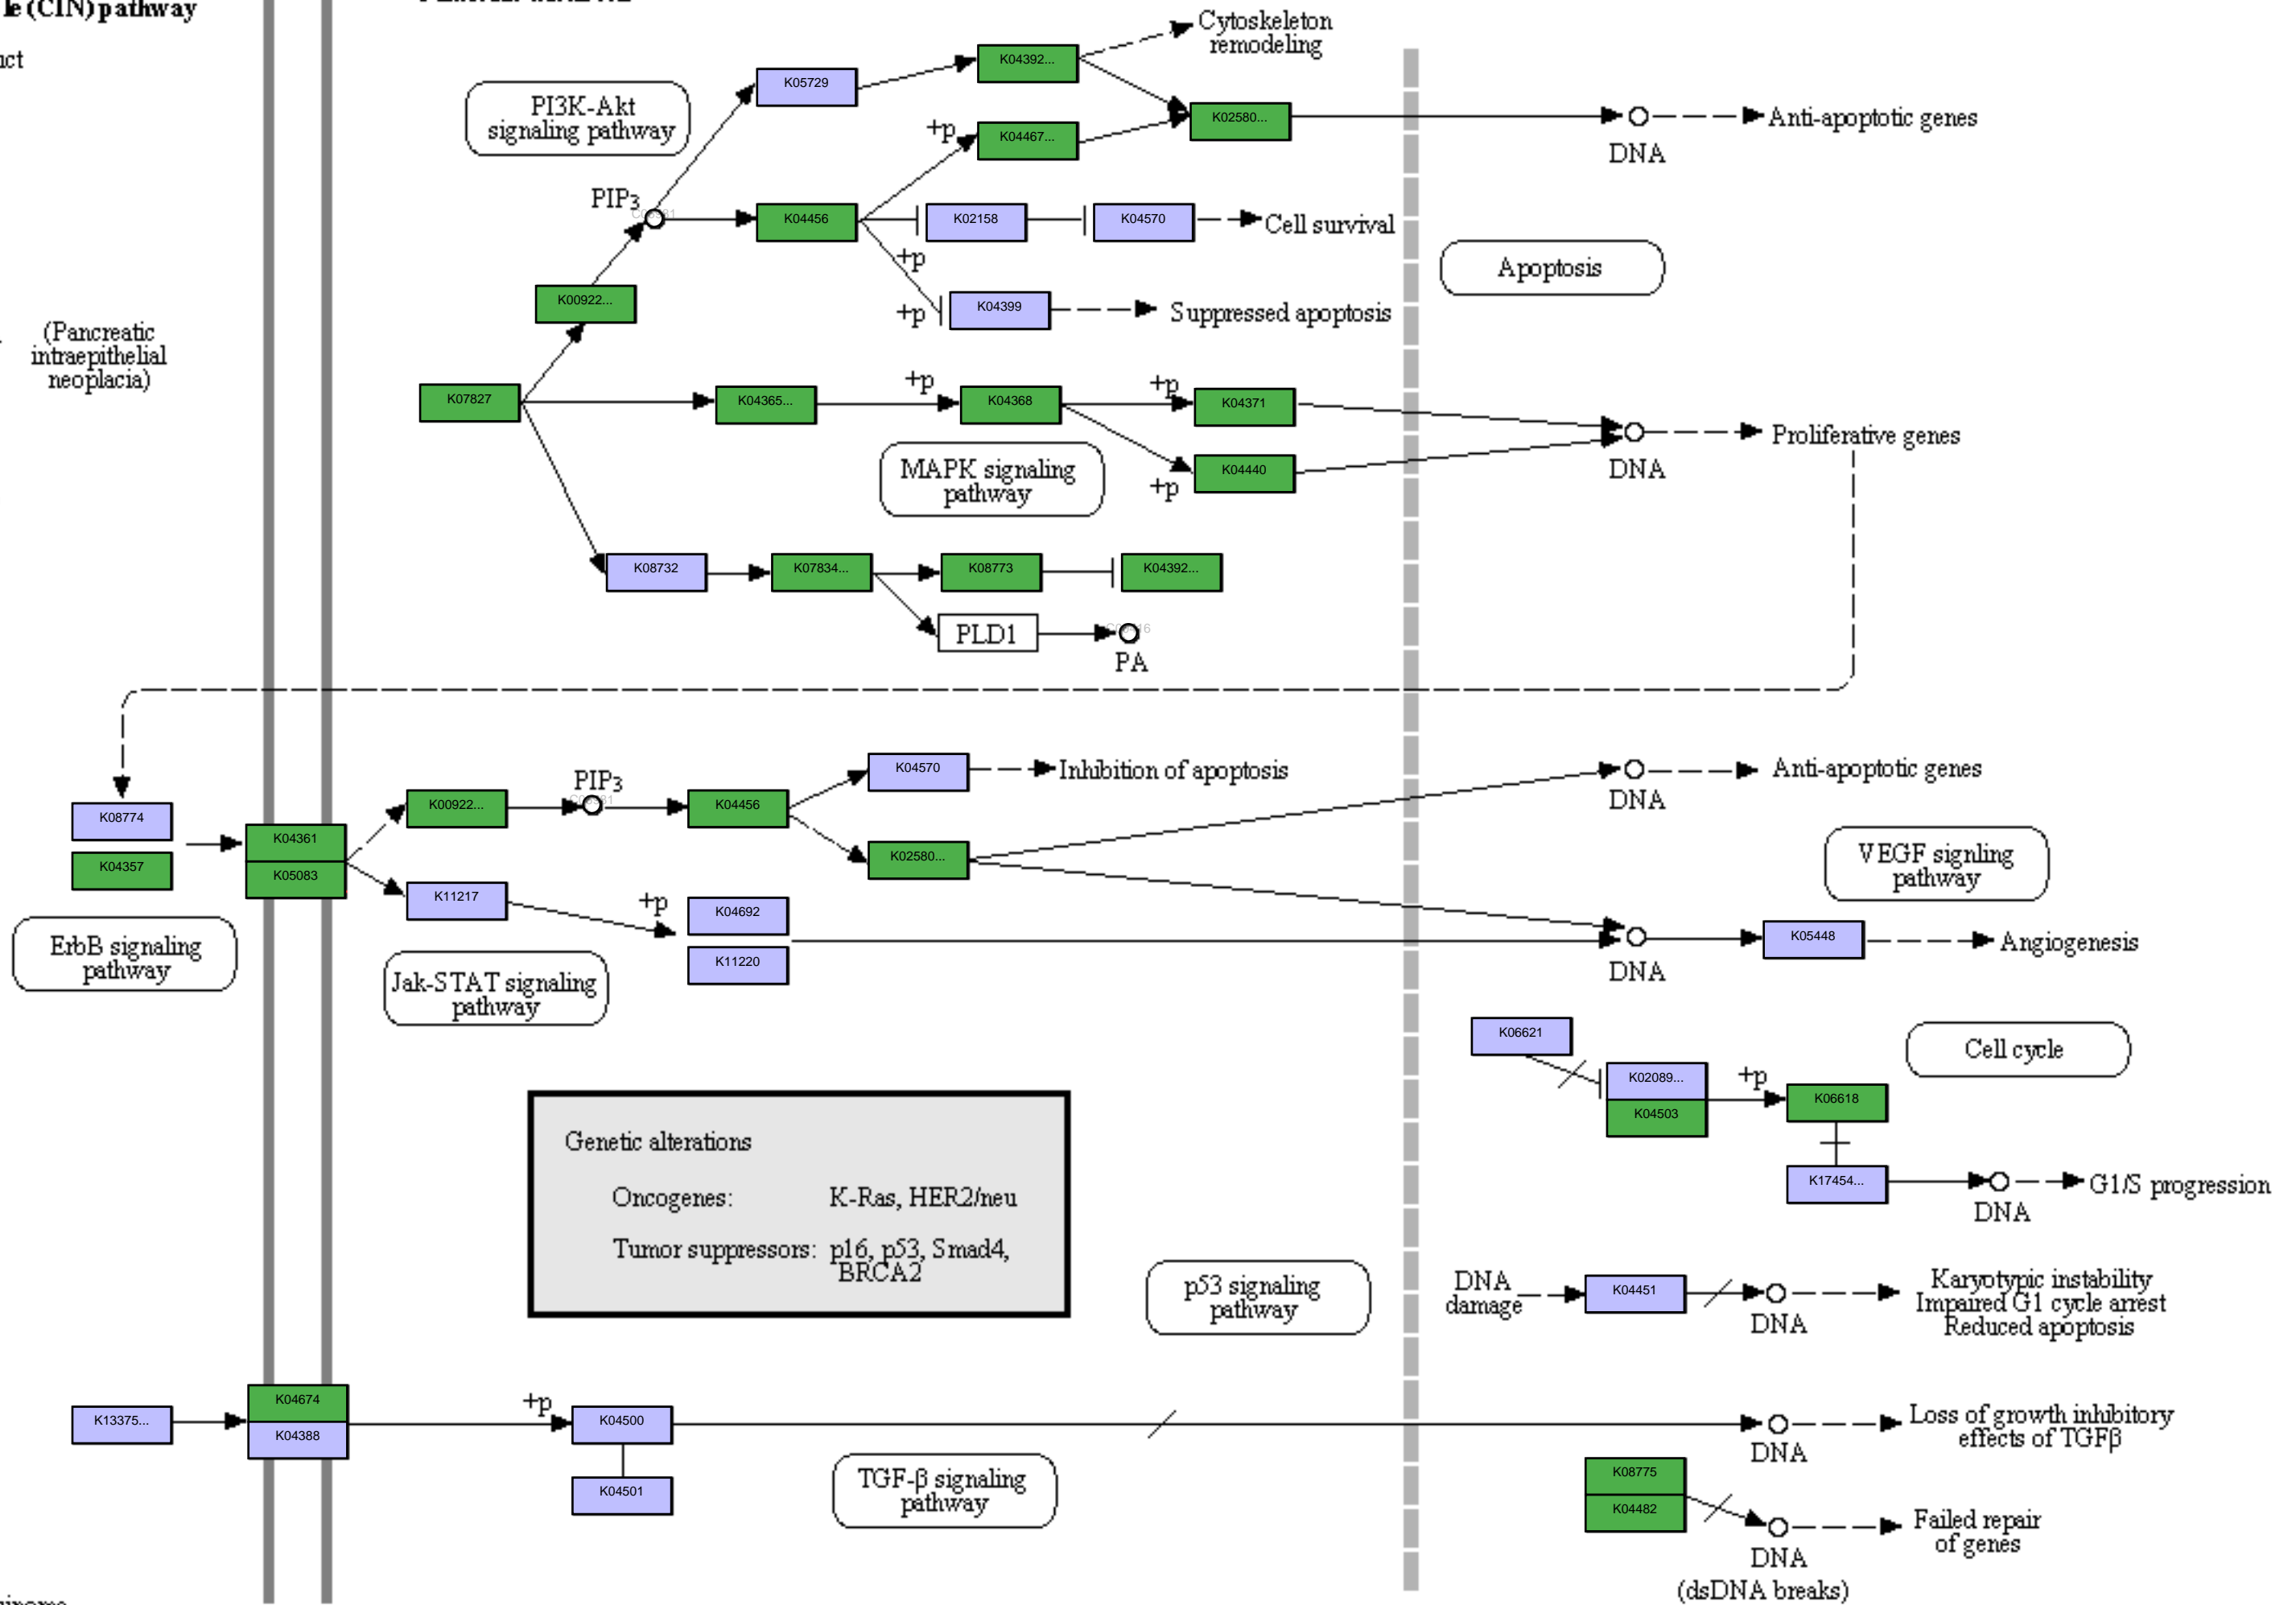 le (CIN) pathway
Cytoskeleton
remodeling
K04392...
K05729
PI3K-Akt
signaling pathway
K02580...
Anti-apoptotic genes
+p
K04467...
DNA
PIP3
K04456
K02158
K04570
Cell survival
+p
Apoptosis
K00922...
+p
K04399
Suppressed apoptosis
(Pancreatic
intraepithelial
neoplacia)
K07827
K04365...
+p
K04368
+p
K04371
Proliferative genes
DNA
MAPK signaling
pathway
K04440
+p
K08732
K07834...
K08773
K04392...
PLD1
PA
K04570
Inhibition of apoptosis
Anti-apoptotic genes
DNA
PIP3
K08774
K04357
K04361
K05083
K00922...
K04456
K02580...
VEGF signling
pathway
K11217
+p
K04692
K11220
K05448
Angiogenesis
DNA
ErbB signaling
pathway
Jak-STAT signaling
pathway
K06621
Cell cycle
K02089...
K04503
+p
K06618
K17454...
G1/S progression
DNA
Genetic alterations
Oncogenes: K-Ras, HER2/neu
Tumor suppressors: p16, p53, Smad4,
BRCA2
p53 signaling
pathway
DNA
damage
K04451
DNA
Karyotypic instability
Impaired G1 cycle arrest
Reduced apoptosis
K13375...
K04674
K04388
+p
K04500
K04501
TGF-β signaling
pathway
DNA
Loss of growth inhibitory
effects of TGFβ
K08775
K04482
DNA
(dsDNA breaks)
Failed repair
of genes